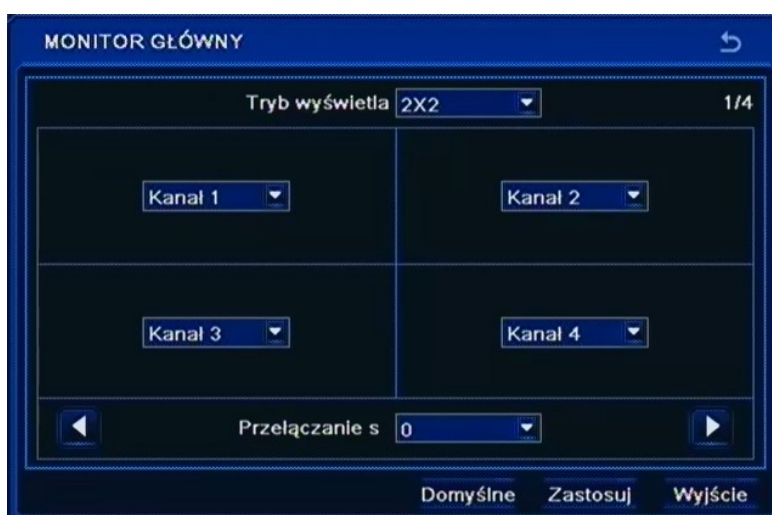 MONITOR GŁÓWNY
Tryb wyświetla 2X2 1/4
Kanał 1 Kanał 2
Kanał 3 Kanał 4
Przełączanie s 0
Domyślne Zastosuj Wyjście